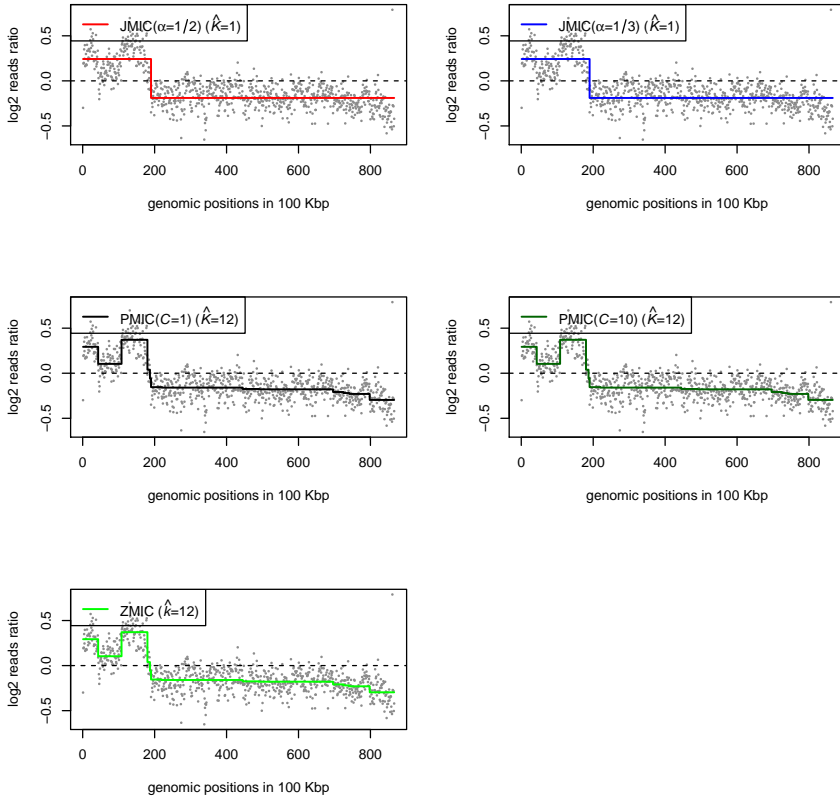 JMIC(α=1/2) (K̂=1)
log2 reads ratio
0.5
0.0
−0.5
0 200 400 600 800
genomic positions in 100 Kbp
JMIC(α=1/3) (K̂=1)
log2 reads ratio
0.5
0.0
−0.5
0 200 400 600 800
genomic positions in 100 Kbp
PMIC(C=1) (K̂=12)
log2 reads ratio
0.5
0.0
−0.5
0 200 400 600 800
genomic positions in 100 Kbp
PMIC(C=10) (K̂=12)
log2 reads ratio
0.5
0.0
−0.5
0 200 400 600 800
genomic positions in 100 Kbp
ZMIC (k̂=12)
log2 reads ratio
0.5
0.0
−0.5
0 200 400 600 800
genomic positions in 100 Kbp